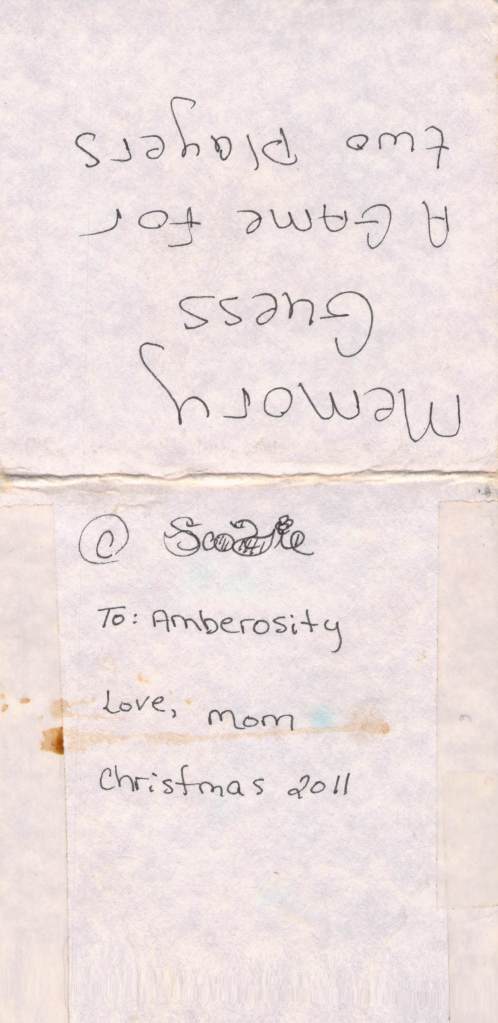 Memory
Guess
A Game for
two players
©
To: Amberosity
Love, Mom
Christmas 2011